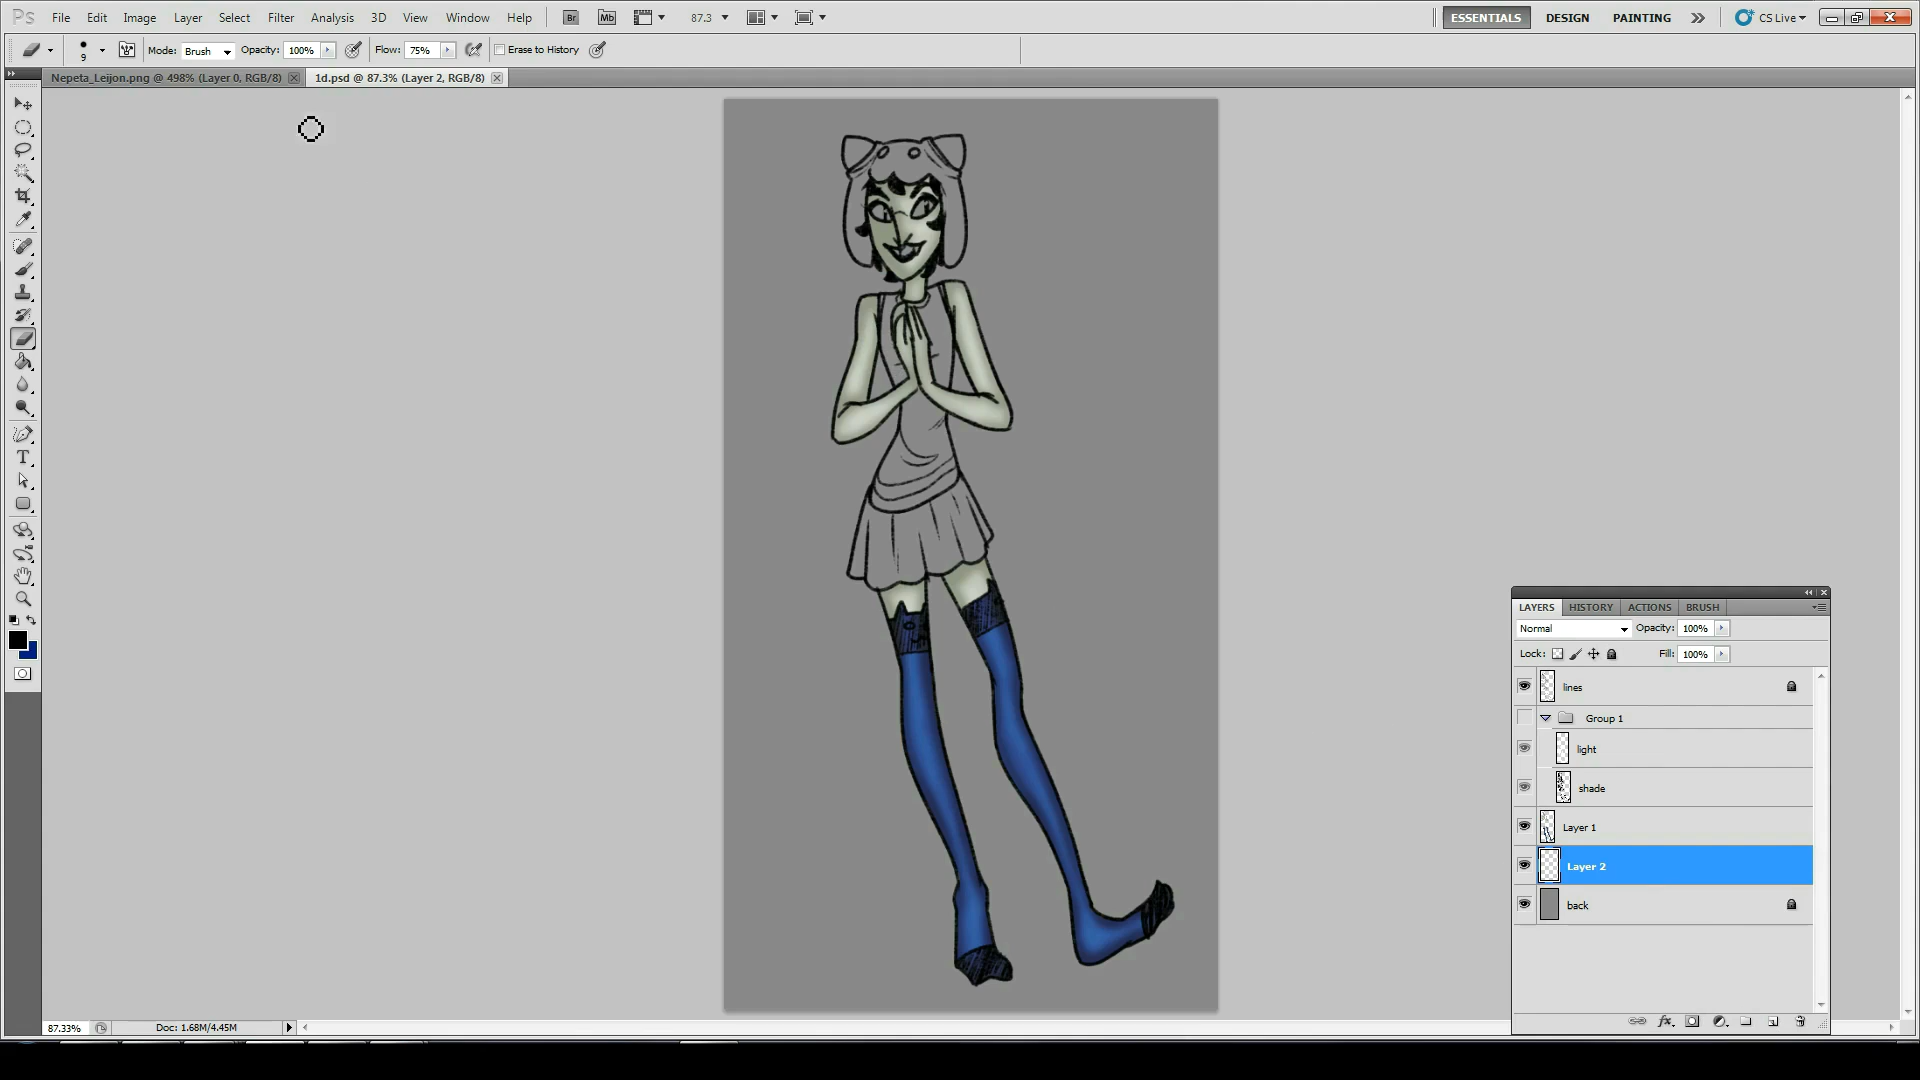 Ps File Edit Image Layer Select Filter Analysis 3D View Window Help Br Mb 87.3 ESSENTIALS DESIGN PAINTING CS Live
9 Mode: Brush Opacity: 100% Flow: 75% Erase to History
Nepeta_Leijon.png @ 498% (Layer 0, RGB/8) 1d.psd @ 87.3% (Layer 2, RGB/8)
T
LAYERS HISTORY ACTIONS BRUSH
Normal Opacity: 100%
Lock: Fill: 100%
lines
Group 1
light
shade
Layer 1
Layer 2
back
fx
87.33% Doc: 1.68M/4.45M